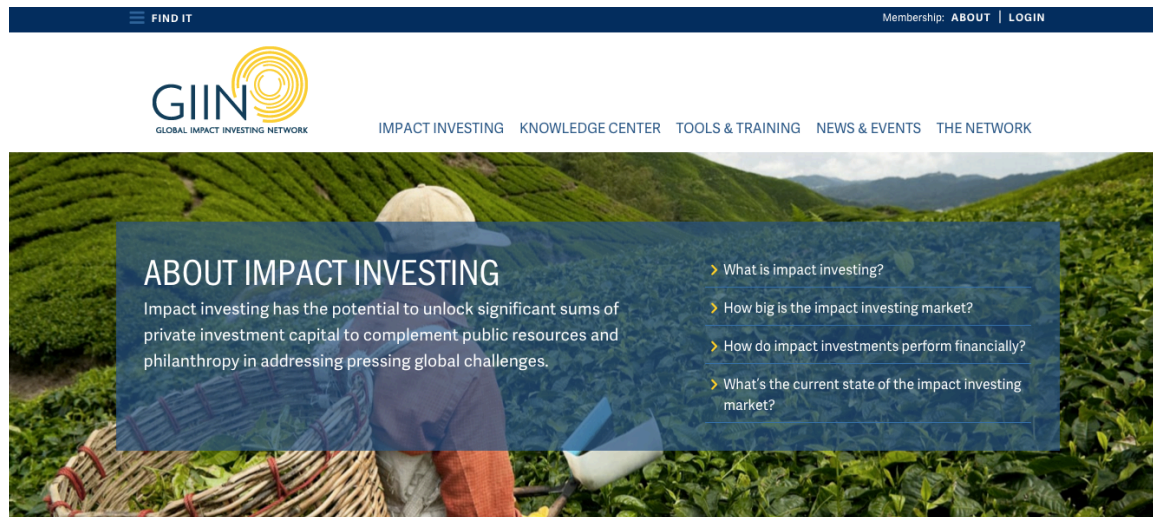 FIND IT
Membership: ABOUT | LOGIN
GIIN
GLOBAL IMPACT INVESTING NETWORK
IMPACT INVESTING KNOWLEDGE CENTER TOOLS & TRAINING NEWS & EVENTS THE NETWORK
ABOUT IMPACT INVESTING
Impact investing has the potential to unlock significant sums of
private investment capital to complement public resources and
philanthropy in addressing pressing global challenges.
What is impact investing?
How big is the impact investing market?
How do impact investments perform financially?
What's the current state of the impact investing
market?